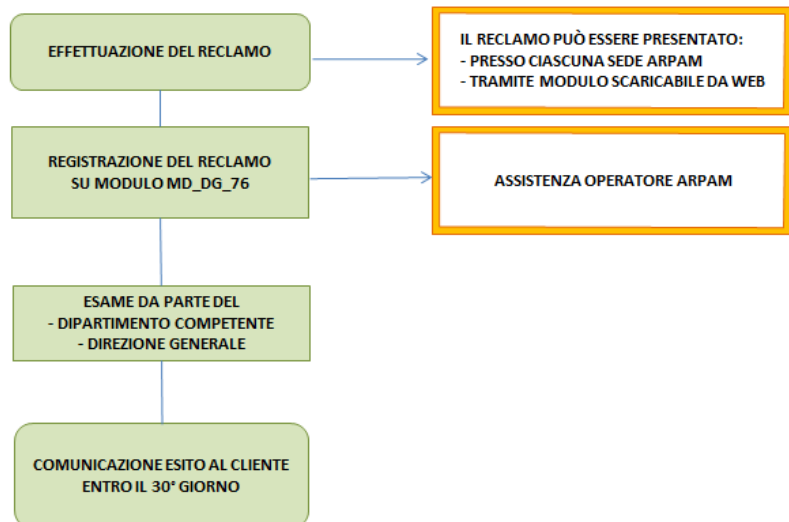 EFFETTUAZIONE DEL RECLAMO
IL RECLAMO PUÒ ESSERE PRESENTATO:
- PRESSO CIASCUNA SEDE ARPAM
- TRAMITE MODULO SCARICABILE DA WEB
REGISTRAZIONE DEL RECLAMO
SU MODULO MD_DG_76
ASSISTENZA OPERATORE ARPAM
ESAME DA PARTE DEL
- DIPARTIMENTO COMPETENTE
- DIREZIONE GENERALE
COMUNICAZIONE ESITO AL CLIENTE
ENTRO IL 30° GIORNO